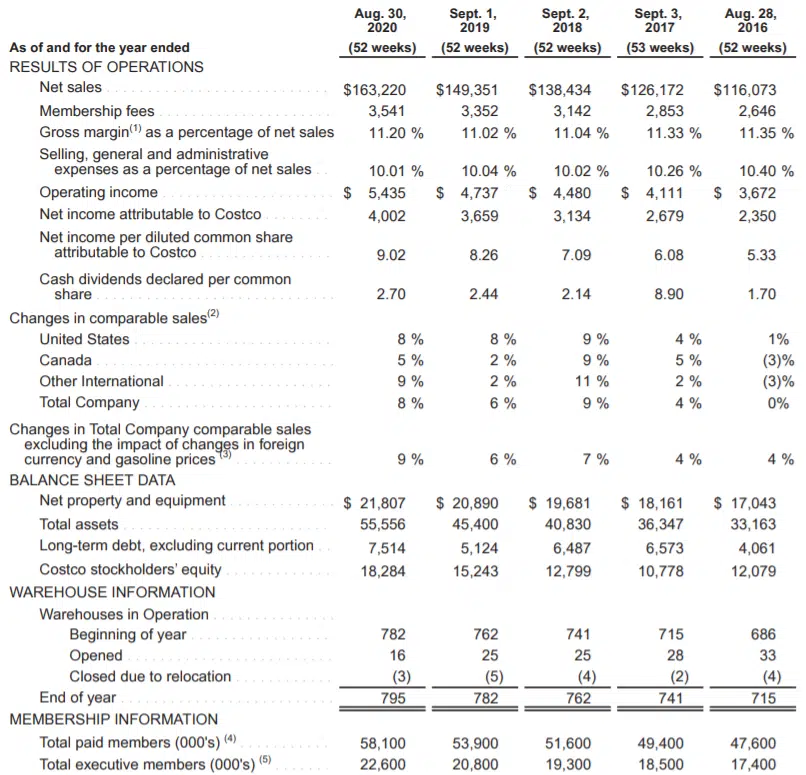 Aug. 30, Sept. 1, Sept. 2, Sept. 3, Aug. 28,
2020 2019 2018 2017 2016
As of and for the year ended (52 weeks) (52 weeks) (52 weeks) (53 weeks) (52 weeks)
RESULTS OF OPERATIONS
Net sales $163,220 $149,351 $138,434 $126,172 $116,073
Membership fees 3,541 3,352 3,142 2,853 2,646
Gross margin(1) as a percentage of net sales 11.20 % 11.02 % 11.04 % 11.33 % 11.35 %
Selling, general and administrative
expenses as a percentage of net sales 10.01 % 10.04 % 10.02 % 10.26 % 10.40 %
Operating income $ 5,435 $ 4,737 $ 4,480 $ 4,111 $ 3,672
Net income attributable to Costco 4,002 3,659 3,134 2,679 2,350
Net income per diluted common share
attributable to Costco 9.02 8.26 7.09 6.08 5.33
Cash dividends declared per common
share 2.70 2.44 2.14 8.90 1.70
Changes in comparable sales(2)
United States 8 % 8 % 9 % 4 % 1%
Canada 5 % 2 % 9 % 5 % (3)%
Other International 9 % 2 % 11 % 2 % (3)%
Total Company 8 % 6 % 9 % 4 % 0%
Changes in Total Company comparable sales
excluding the impact of changes in foreign
currency and gasoline prices (3) 9 % 6 % 7 % 4 % 4 %
BALANCE SHEET DATA
Net property and equipment $ 21,807 $ 20,890 $ 19,681 $ 18,161 $ 17,043
Total assets 55,556 45,400 40,830 36,347 33,163
Long-term debt, excluding current portion 7,514 5,124 6,487 6,573 4,061
Costco stockholders' equity 18,284 15,243 12,799 10,778 12,079
WAREHOUSE INFORMATION
Warehouses in Operation
Beginning of year 782 762 741 715 686
Opened 16 25 25 28 33
Closed due to relocation (3) (5) (4) (2) (4)
End of year 795 782 762 741 715
MEMBERSHIP INFORMATION
Total paid members (000's) (4) 58,100 53,900 51,600 49,400 47,600
Total executive members (000's) (5) 22,600 20,800 19,300 18,500 17,400